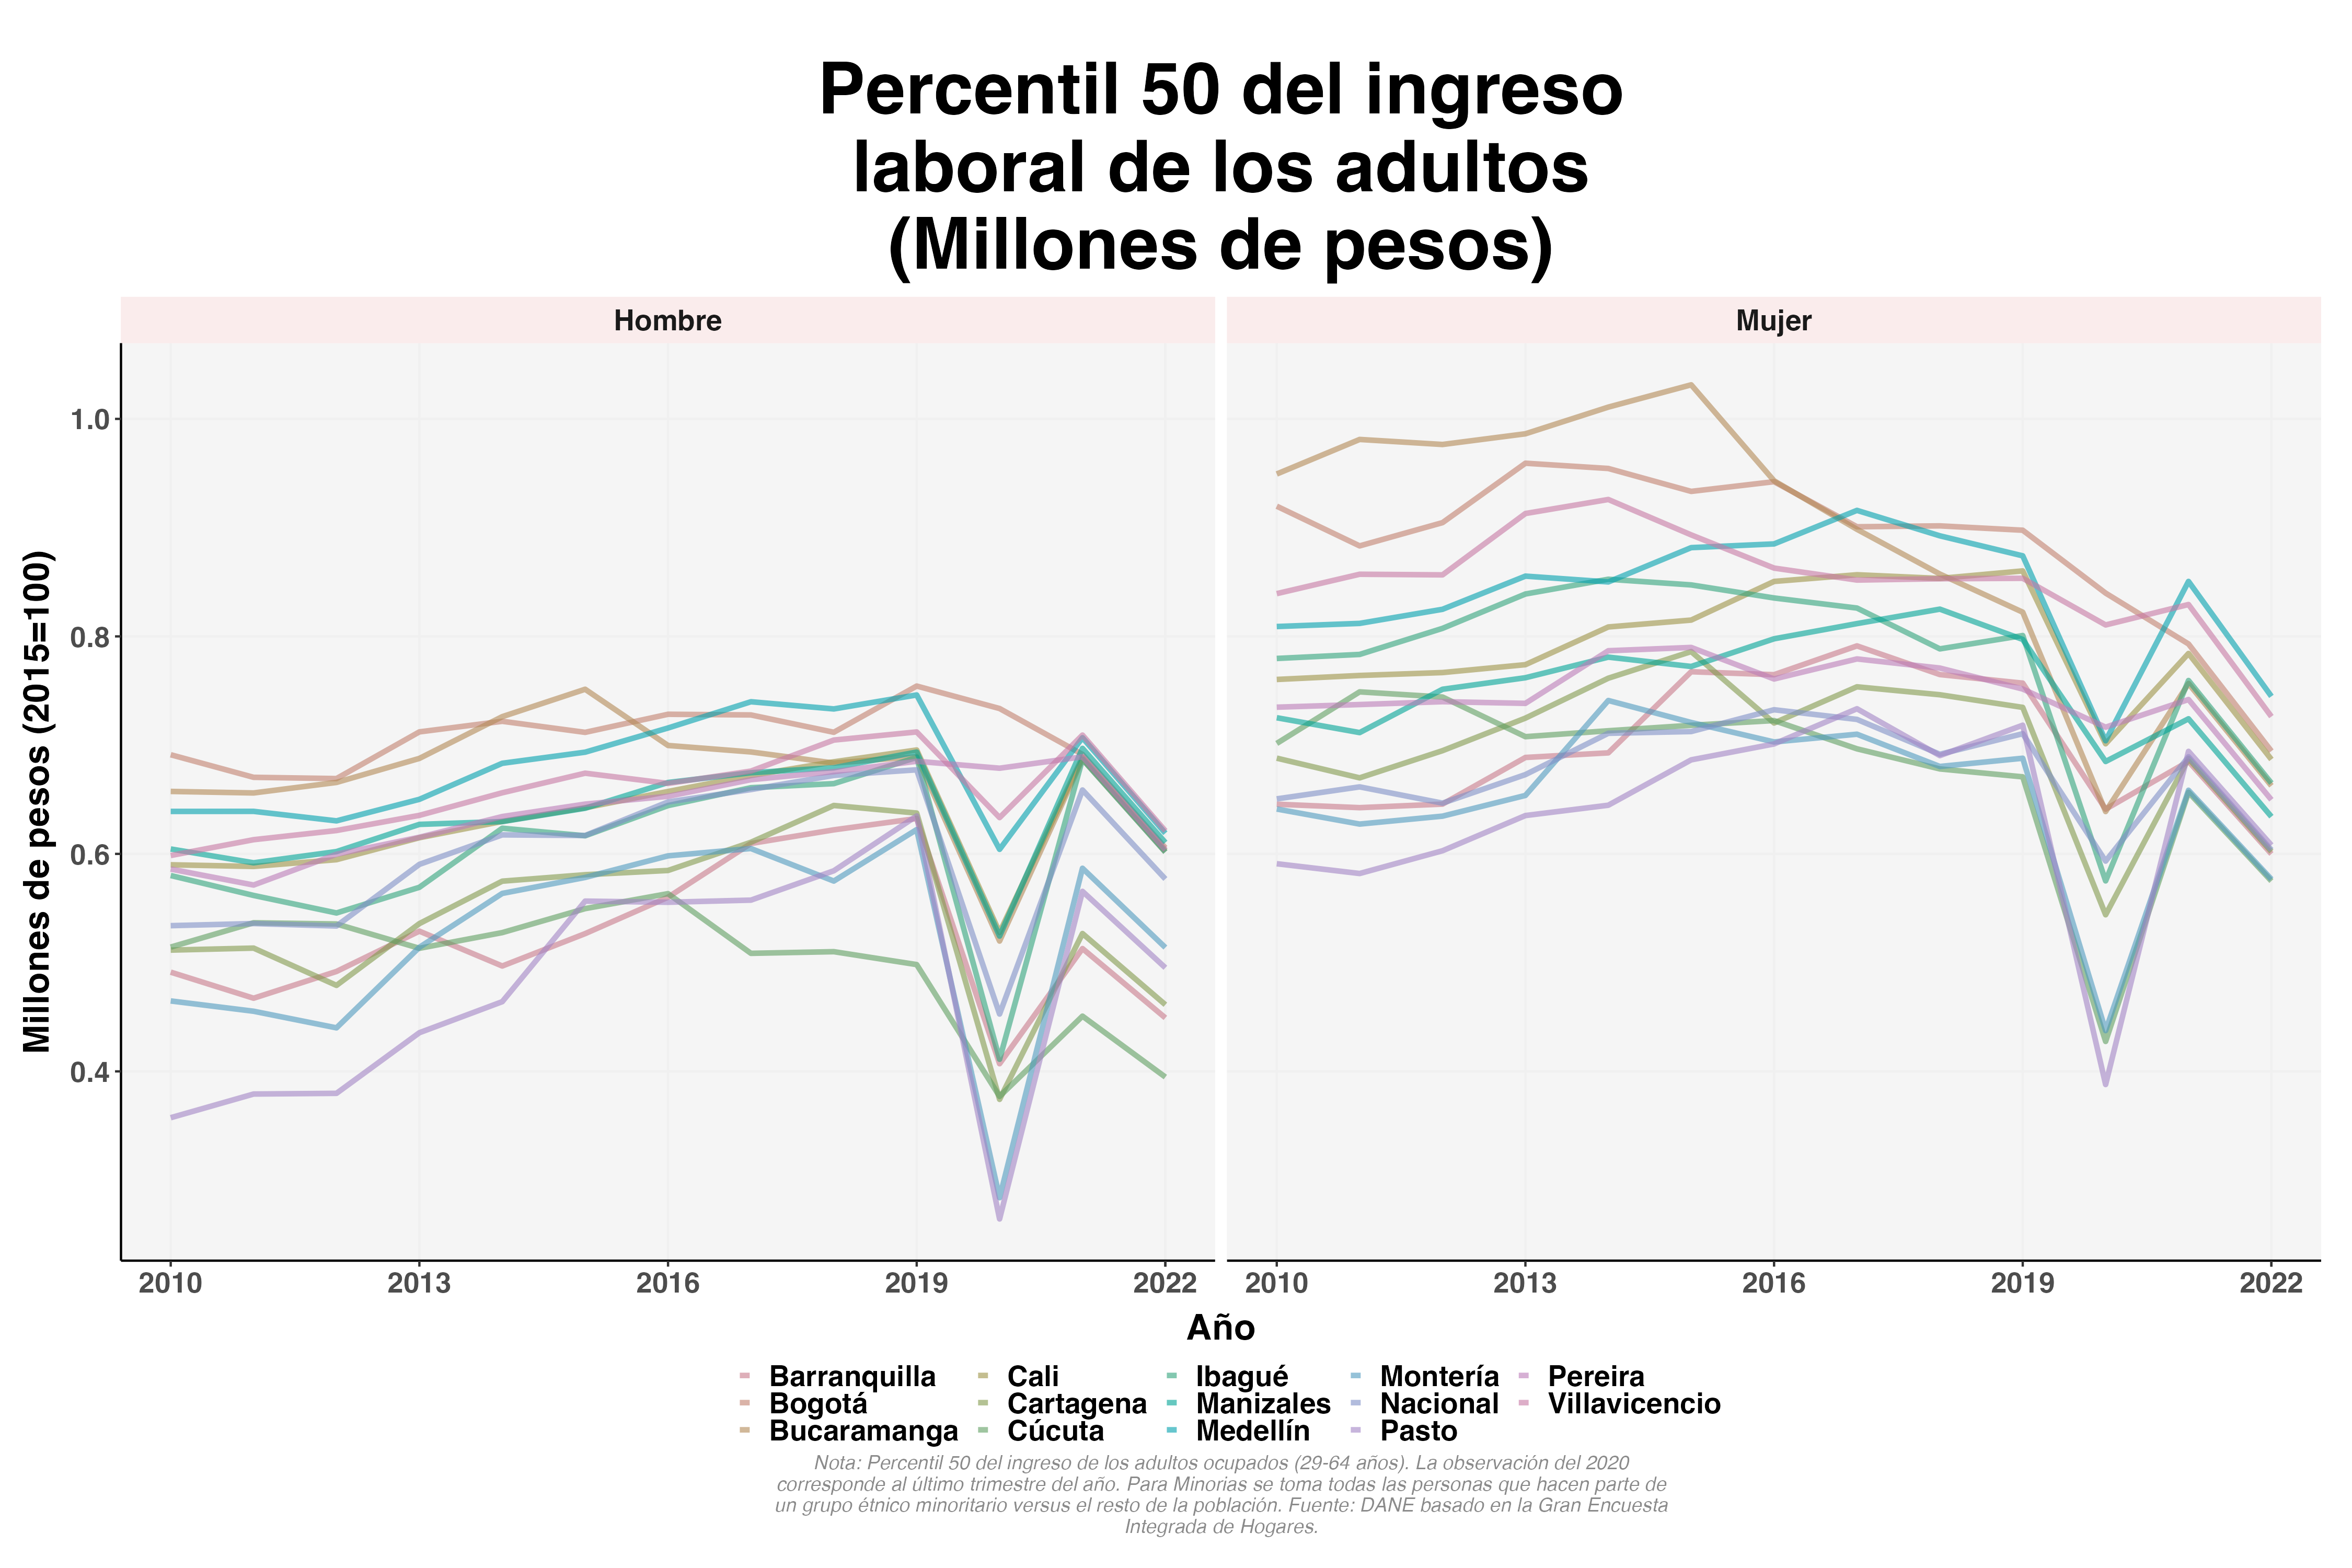 Percentil 50 del ingreso
laboral de los adultos
(Millones de pesos)
Hombre
Mujer
Millones de pesos (2015=100)
1.0
0.8
0.6
0.4
2010 2013 2016 2019 2022
2010 2013 2016 2019 2022
Año
Barranquilla Cali Ibagué Montería Pereira
Bogotá Cartagena Manizales Nacional Villavicencio
Bucaramanga Cúcuta Medellín Pasto
Nota: Percentil 50 del ingreso de los adultos ocupados (29-64 años). La observación del 2020
corresponde al último trimestre del año. Para Minorias se toma todas las personas que hacen parte de
un grupo étnico minoritario versus el resto de la población. Fuente: DANE basado en la Gran Encuesta
Integrada de Hogares.